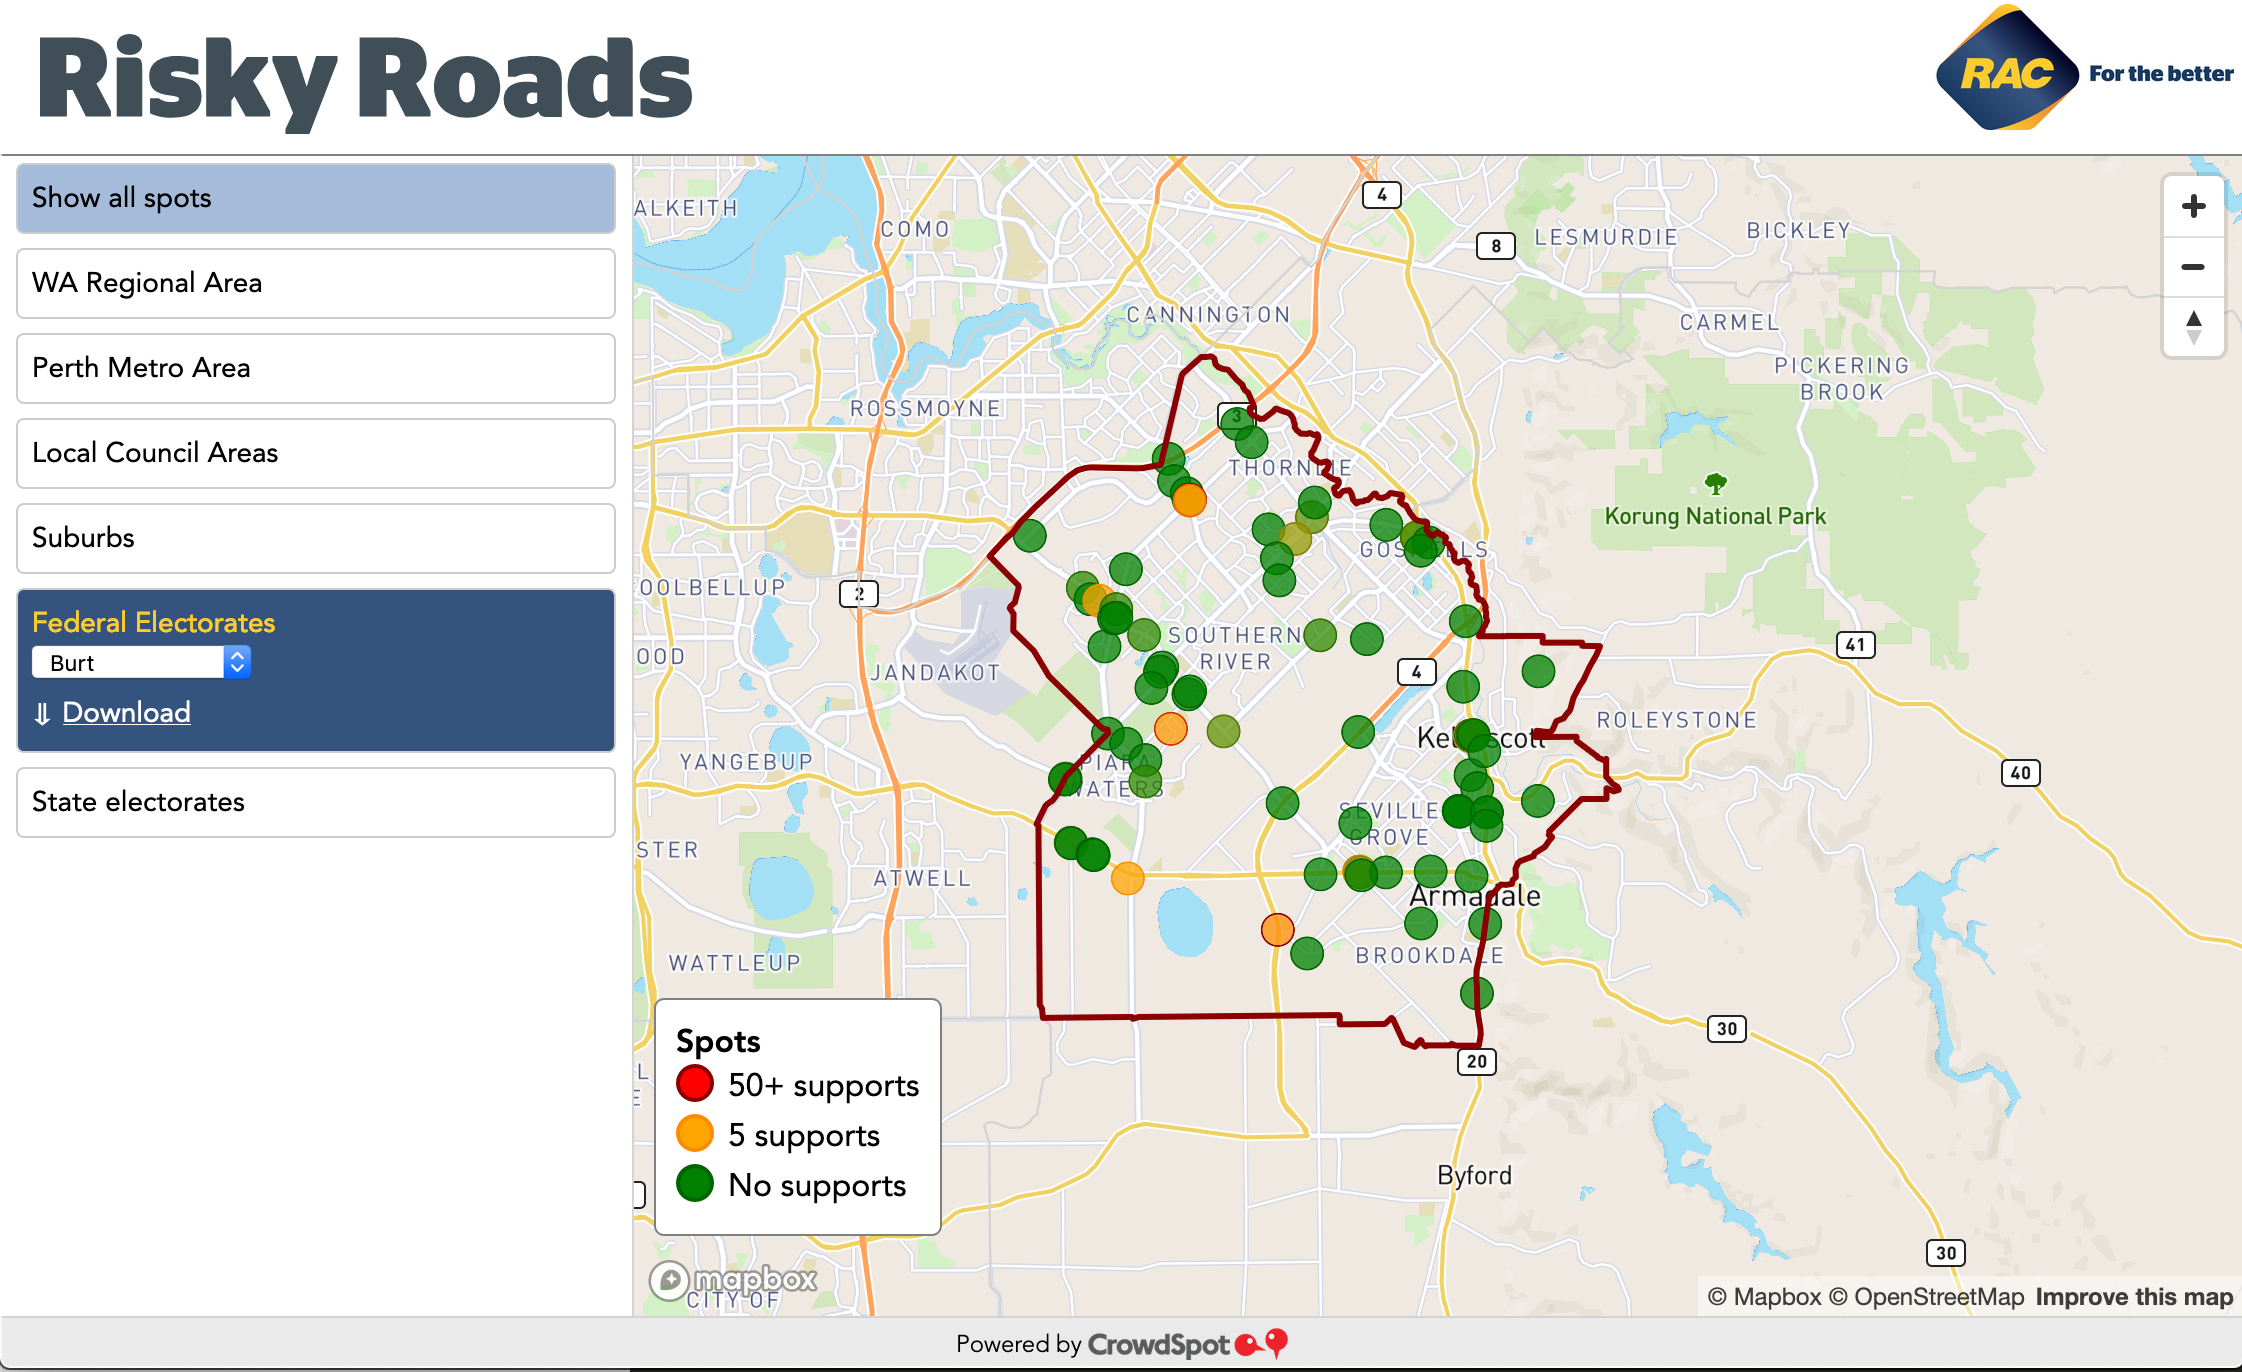 Risky Roads
RAC
For the better
Show all spots
WA Regional Area
Perth Metro Area
Local Council Areas
Suburbs
Federal Electorates
Burt
⇓ Download
State electorates
ALKEITH
COMO
4
8
LESMURDIE
BICKLEY
CANNINGTON
CARMEL
PICKERING
BROOK
ROSSMOYNE
3
THORNLIE
Korung National Park
GOSNELLS
OOLBELLUP
2
SOUTHERN
RIVER
OOD
JANDAKOT
4
41
ROLEYSTONE
Kelmscott
YANGEBUP
PIARA
WATERS
40
SEVILLE
GROVE
STER
ATWELL
Armadale
WATTLEUP
BROOKDALE
30
20
L
E
Byford
30
CITY OF
Spots
50+ supports
5 supports
No supports
mapbox
© Mapbox © OpenStreetMap Improve this map
Powered by CrowdSpot